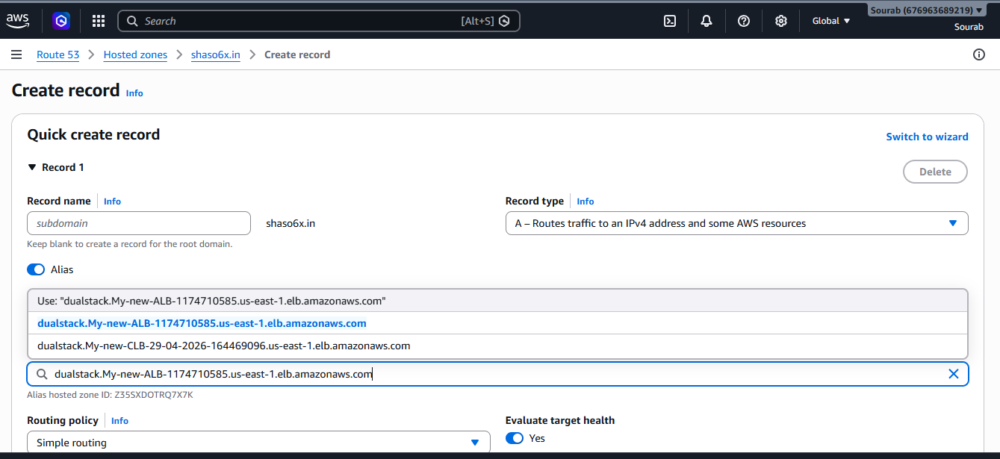 aws
Search [Alt+S]
Global ▼
Sourab (676963689219) ▼
Sourab
Route 53 > Hosted zones > shaso6x.in > Create record
Create record Info
Quick create record
Switch to wizard
▼ Record 1
Delete
Record name Info
subdomain
shaso6x.in
Keep blank to create a record for the root domain.
Record type Info
A – Routes traffic to an IPv4 address and some AWS resources
Alias
Use: "dualstack.My-new-ALB-1174710585.us-east-1.elb.amazonaws.com"
dualstack.My-new-ALB-1174710585.us-east-1.elb.amazonaws.com
dualstack.My-new-CLB-29-04-2026-164469096.us-east-1.elb.amazonaws.com
dualstack.My-new-ALB-1174710585.us-east-1.elb.amazonaws.com
Alias hosted zone ID: Z35SXDOTRQ7X7K
Routing policy Info
Simple routing
Evaluate target health
Yes